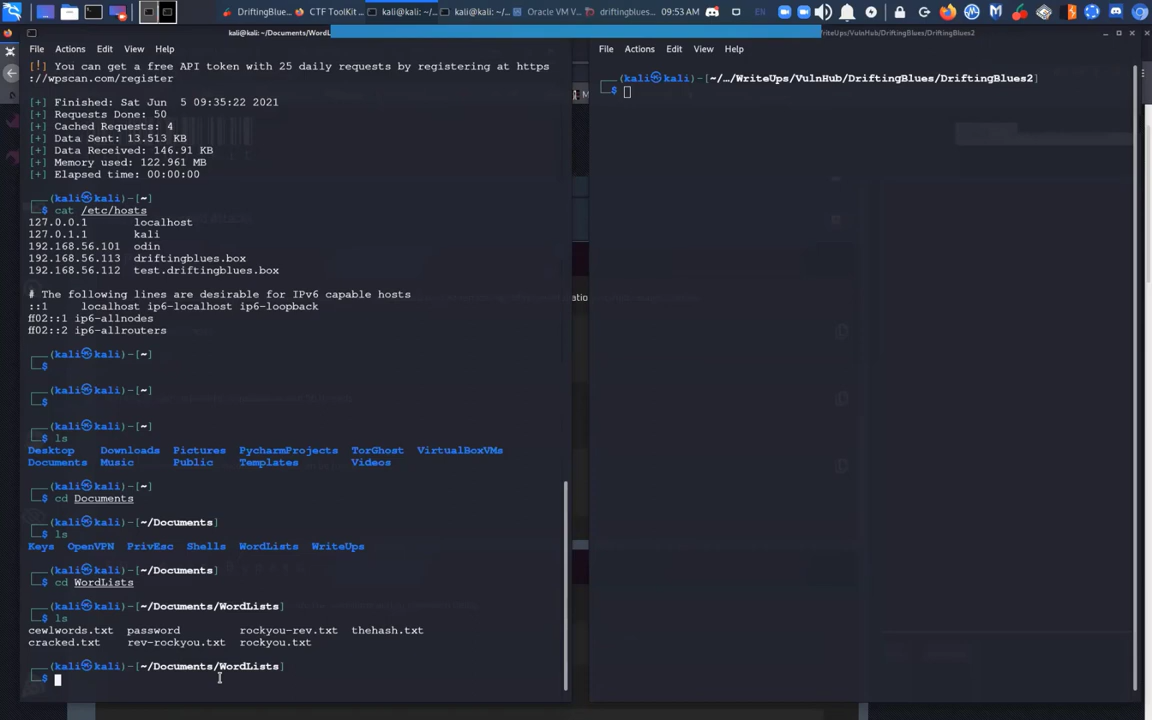 DriftingBlue...
CTF ToolKit ...
kali@kali: ~/...
kali@kali: ~/...
Oracle VM V...
driftingblues...
EN
09:53 AM
kali@kali: ~/Documents/WordL
WriteUps/VulnHub/DriftingBlues/DriftingBlues2
File Actions Edit View Help
[!] You can get a free API token with 25 daily requests by registering at https
://wpscan.com/register
[+] Finished: Sat Jun  5 09:35:22 2021
[+] Requests Done: 50
[+] Cached Requests: 4
[+] Data Sent: 13.513 KB
[+] Data Received: 146.91 KB
[+] Memory used: 122.961 MB
[+] Elapsed time: 00:00:00
(kali㉿kali)-[~]
$ cat /etc/hosts
127.0.0.1       localhost
127.0.1.1       kali
192.168.56.101  odin
192.168.56.113  driftingblues.box
192.168.56.112  test.driftingblues.box
# The following lines are desirable for IPv6 capable hosts
::1     localhost ip6-localhost ip6-loopback
ff02::1 ip6-allnodes
ff02::2 ip6-allrouters
(kali㉿kali)-[~]
$
(kali㉿kali)-[~]
$
(kali㉿kali)-[~]
$ ls
Desktop    Downloads  Pictures  PycharmProjects  TorGhost  VirtualBoxVMs
Documents  Music      Public    Templates        Videos
(kali㉿kali)-[~]
$ cd Documents
(kali㉿kali)-[~/Documents]
$ ls
Keys  OpenVPN  PrivEsc  Shells  WordLists  WriteUps
(kali㉿kali)-[~/Documents]
$ cd WordLists
(kali㉿kali)-[~/Documents/WordLists]
$ ls
cewlwords.txt  password         rockyou-rev.txt  thehash.txt
cracked.txt    rev-rockyou.txt  rockyou.txt
(kali㉿kali)-[~/Documents/WordLists]
$
File Actions Edit View Help
(kali㉿kali)-[~/…/WriteUps/VulnHub/DriftingBlues/DriftingBlues2]
$